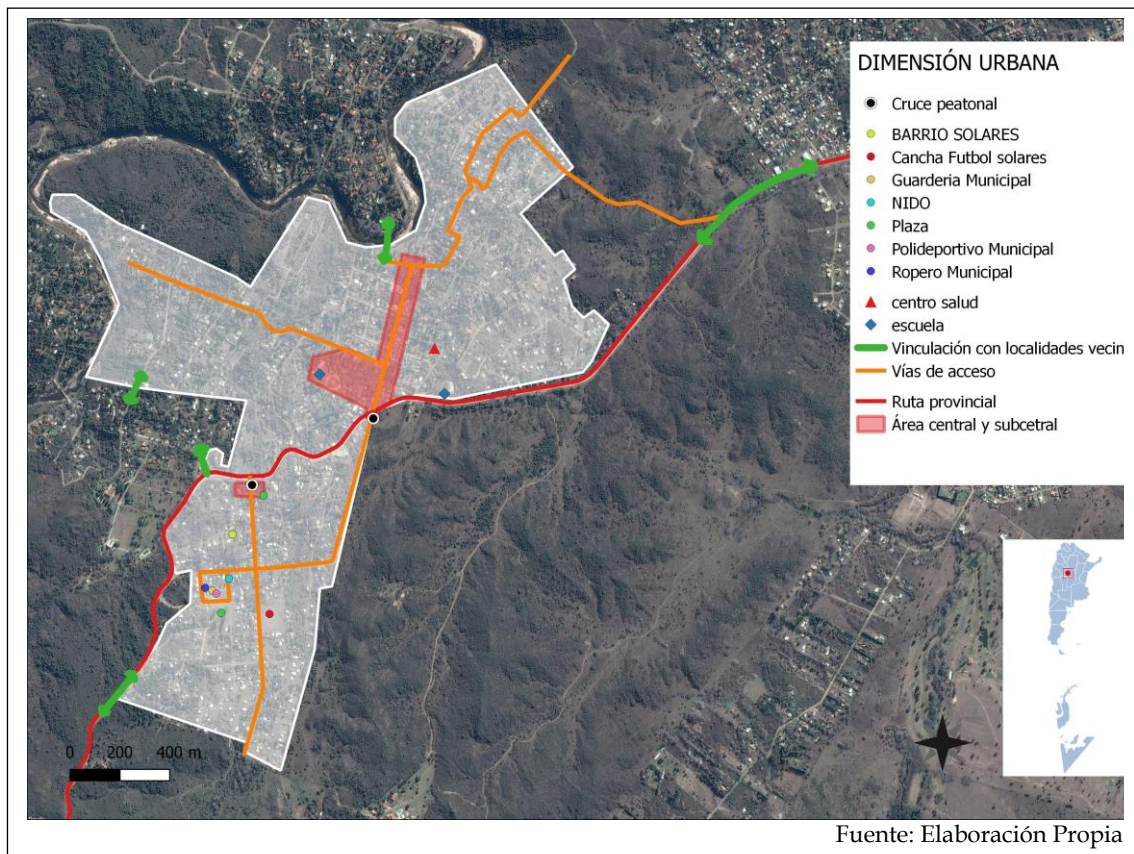 DIMENSIÓN URBANA
Cruce peatonal
BARRIO SOLARES
Cancha Futbol solares
Guarderia Municipal
NIDO
Plaza
Polideportivo Municipal
Ropero Municipal
centro salud
escuela
Vinculación con localidades vecin
Vías de acceso
Ruta provincial
Área central y subcetral
0 200 400 m
Fuente: Elaboración Propia